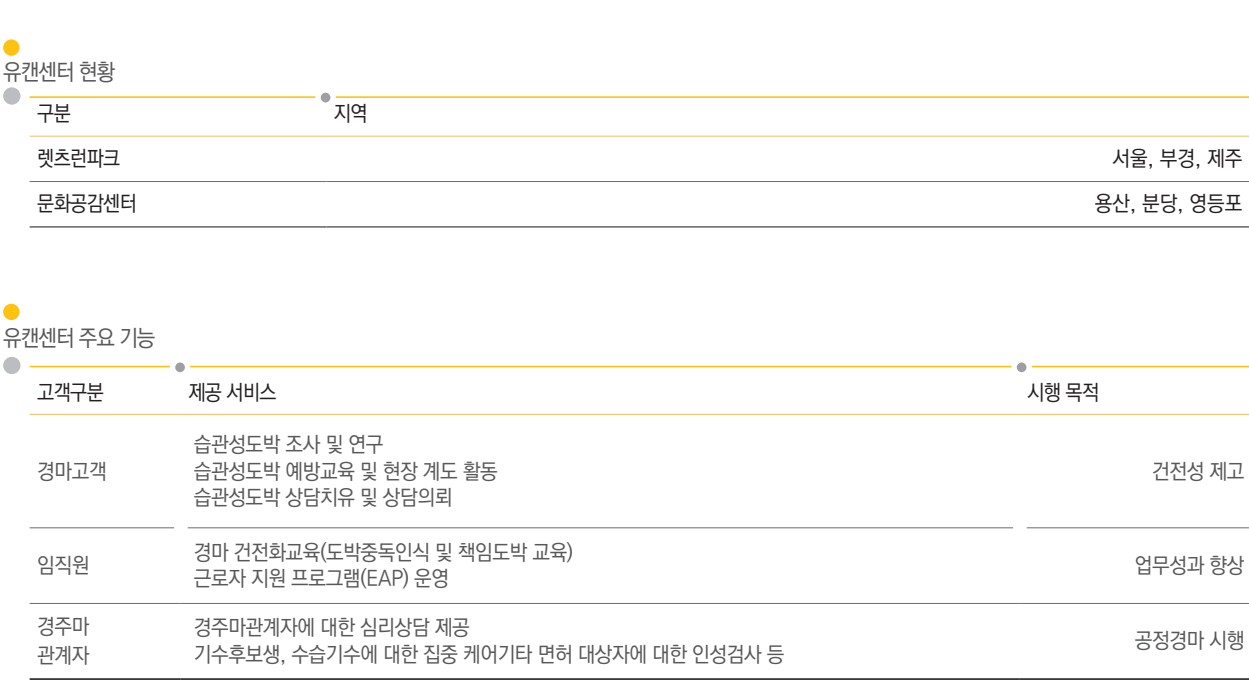 유캔센터 현황
구분 지역
렛츠런파크 서울, 부경, 제주
문화공감센터 용산, 분당, 영등포
유캔센터 주요 기능
고객구분 제공 서비스 시행 목적
습관성도박 조사 및 연구
경마고객 습관성도박 예방교육 및 현장 계도 활동 건전성 제고
습관성도박 상담치유 및 상담의뢰
임직원 경마 건전화교육(도박중독인식 및 책임도박 교육) 업무성과 향상
근로자 지원 프로그램(EAP) 운영
경주마 경주마관계자에 대한 심리상담 제공 공정경마 시행
관계자 기수후보생, 수습기수에 대한 집중 케어기타 면허 대상자에 대한 인성검사 등